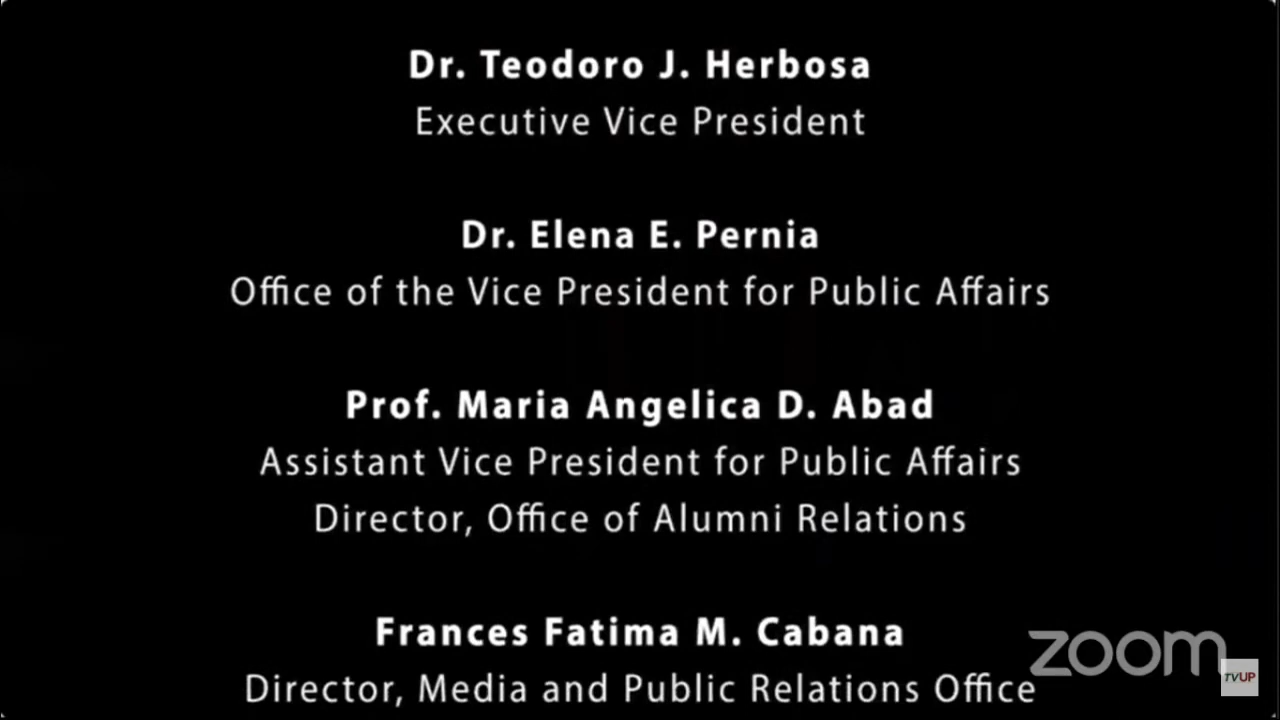 Dr. Teodoro J. Herbosa
Executive Vice President
Dr. Elena E. Pernia
Office of the Vice President for Public Affairs
Prof. Maria Angelica D. Abad
Assistant Vice President for Public Affairs
Director, Office of Alumni Relations
Frances Fatima M. Cabana
Director, Media and Public Relations Office
zoom
TVUP